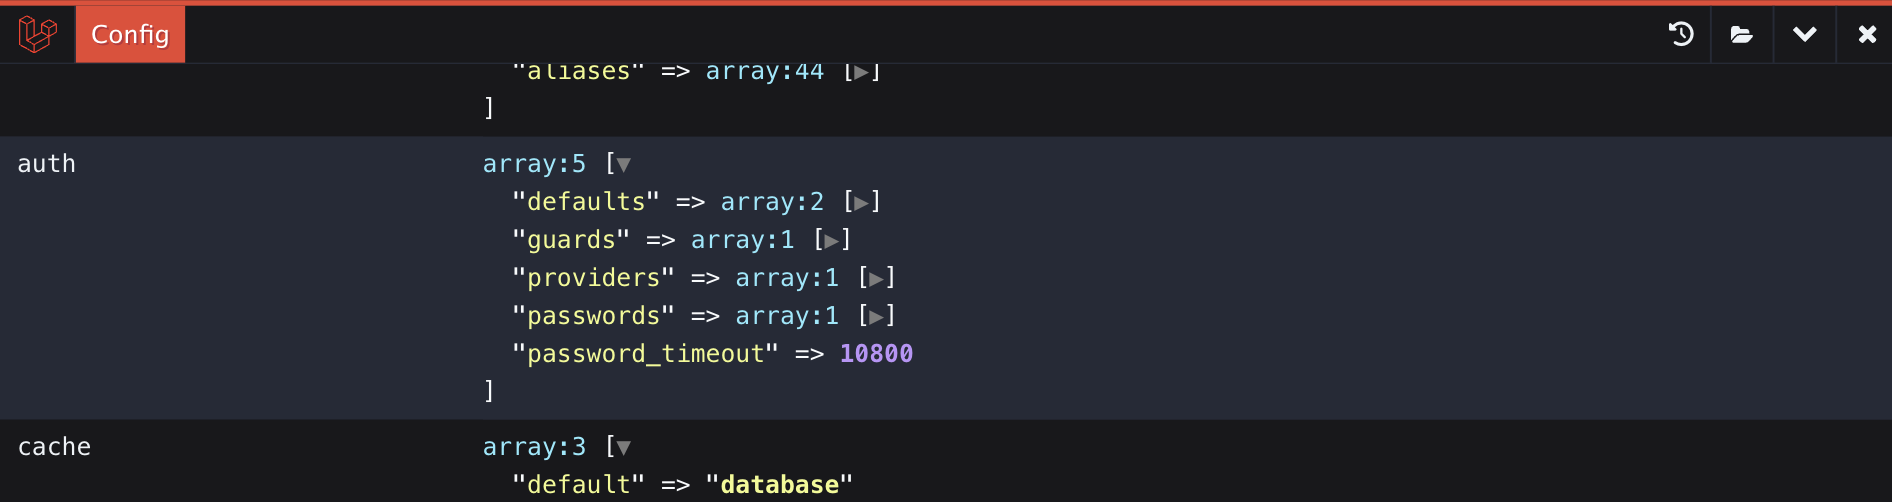 Config
"aliases" => array:44 [▶]
]
auth array:5 [▼
"defaults" => array:2 [▶]
"guards" => array:1 [▶]
"providers" => array:1 [▶]
"passwords" => array:1 [▶]
"password_timeout" => 10800
]
cache array:3 [▼
"default" => "database"